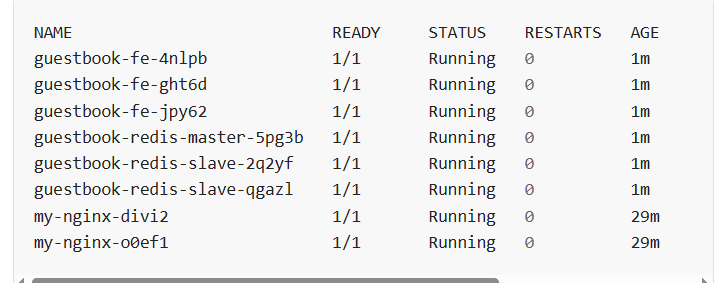 NAME READY STATUS RESTARTS AGE
guestbook-fe-4nlpb 1/1 Running 0 1m
guestbook-fe-ght6d 1/1 Running 0 1m
guestbook-fe-jpy62 1/1 Running 0 1m
guestbook-redis-master-5pg3b 1/1 Running 0 1m
guestbook-redis-slave-2q2yf 1/1 Running 0 1m
guestbook-redis-slave-qgazl 1/1 Running 0 1m
my-nginx-divi2 1/1 Running 0 29m
my-nginx-o0ef1 1/1 Running 0 29m